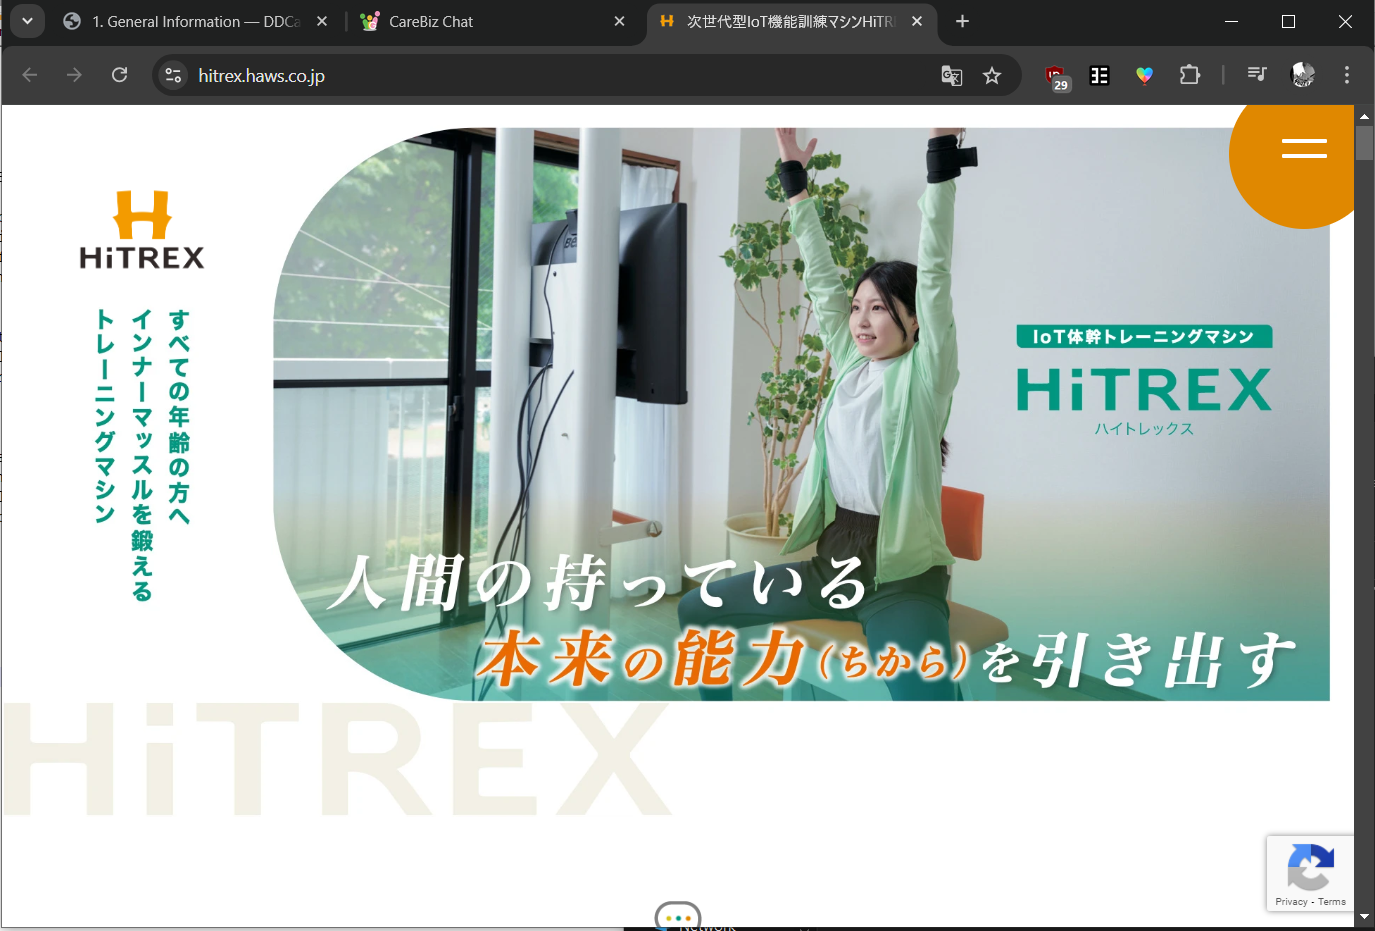 1. General Information — DDCa
CareBiz Chat
次世代型IoT機能訓練マシンHiTR
hitrex.haws.co.jp
29
HiTREX
すべての年齢の方へ
インナーマッスルを鍛える
トレーニングマシン
IoT体幹トレーニングマシン
HiTREX
ハイトレックス
人間の持っている
本来の能力（ちから）を引き出す
HiTREX
Privacy - Terms
Network